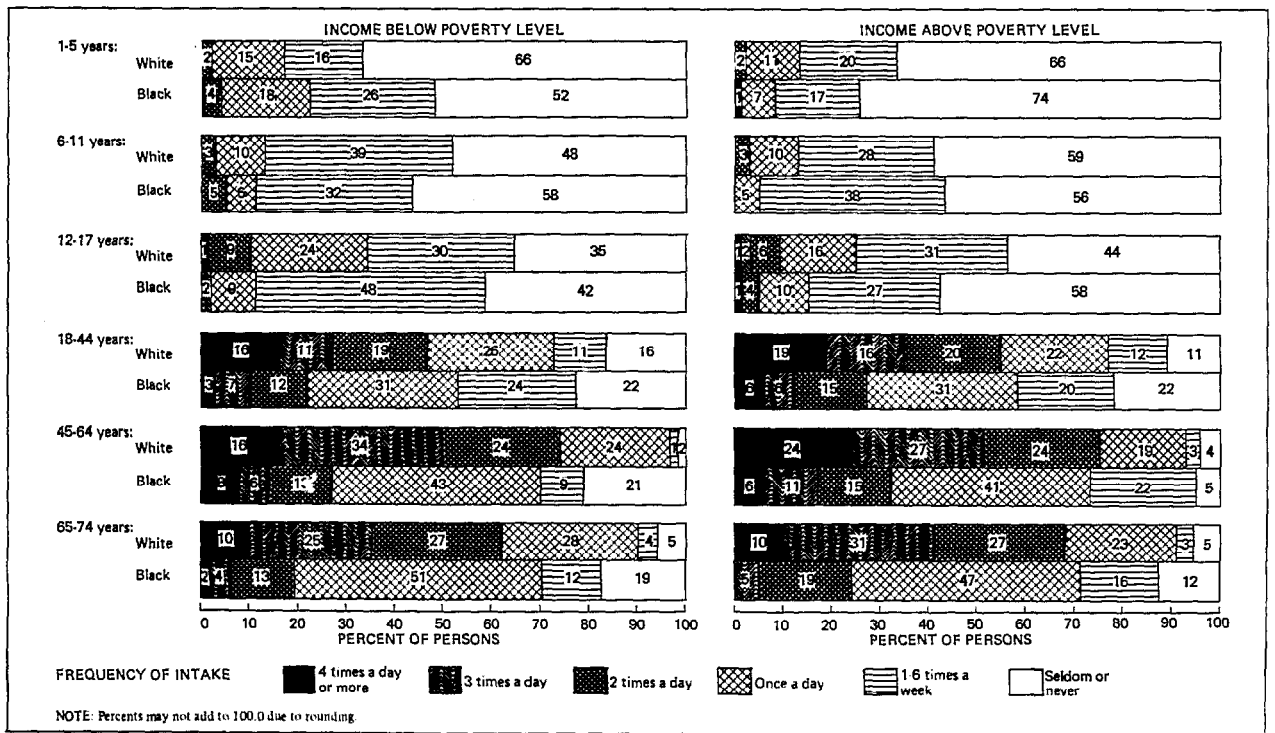 INCOME BELOW POVERTY LEVEL INCOME ABOVE POVERTY LEVEL
1-5 years:
White 2 15 16 66 2 11 20 66
Black 4 18 26 52 1 7 17 74
6-11 years:
White 3 10 39 48 3 10 28 59
Black 5 6 32 58 5 38 56
12-17 years:
White 1 9 24 30 35 1 2 6 16 31 44
Black 2 9 48 42 1 4 10 27 58
18-44 years:
White 16 11 19 26 11 16 19 16 20 22 12 11
Black 3 7 12 31 24 22 6 6 15 31 20 22
45-64 years:
White 16 34 24 24 1 2 24 27 24 19 3 4
Black 6 13 43 9 21 6 11 15 41 22 5
65-74 years:
White 10 25 27 28 4 5 10 31 27 23 3 5
Black 2 4 13 51 12 19 5 19 47 16 12
0 10 20 30 40 50 60 70 80 90 100 0 10 20 30 40 50 60 70 80 90 100
PERCENT OF PERSONS PERCENT OF PERSONS
FREQUENCY OF INTAKE 4 times a day or more 3 times a day 2 times a day Once a day 1-6 times a week Seldom or never
NOTE: Percents may not add to 100.0 due to rounding.